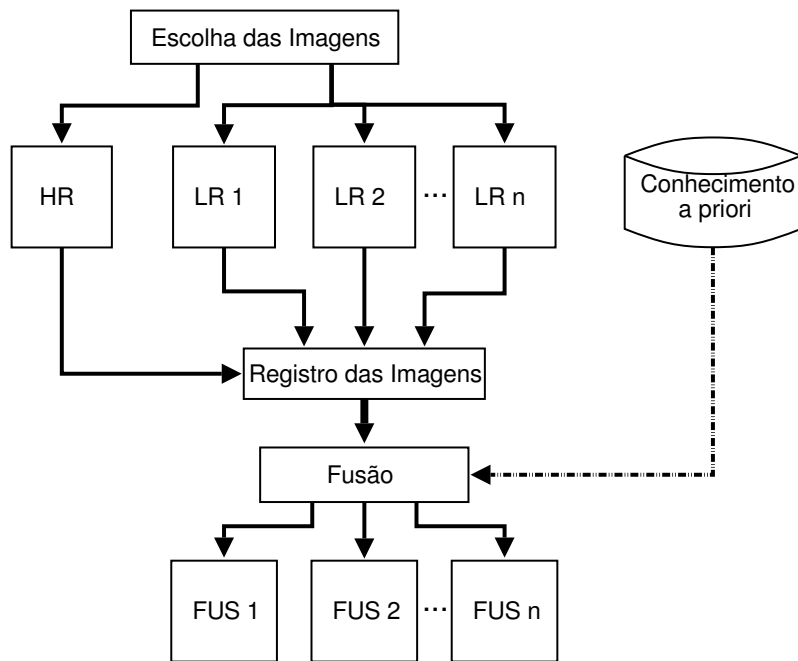 Escolha das Imagens
HR
LR 1
LR 2
...
LR n
Conhecimento
a priori
Registro das Imagens
Fusão
FUS 1
FUS 2
...
FUS n